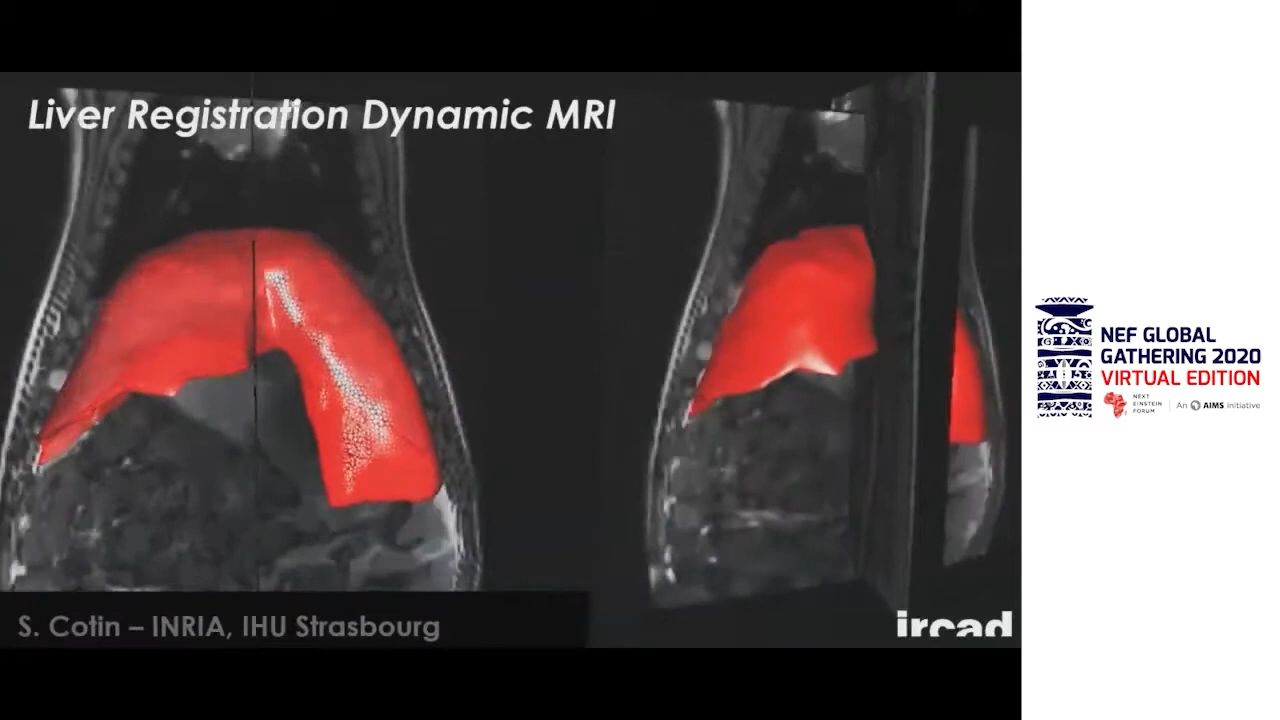 Liver Registration Dynamic MRI
S. Cotin – INRIA, IHU Strasbourg
ircad
NEF GLOBAL
GATHERING 2020
VIRTUAL EDITION
NEXT
EINSTEIN
FORUM
An AIMS initiative